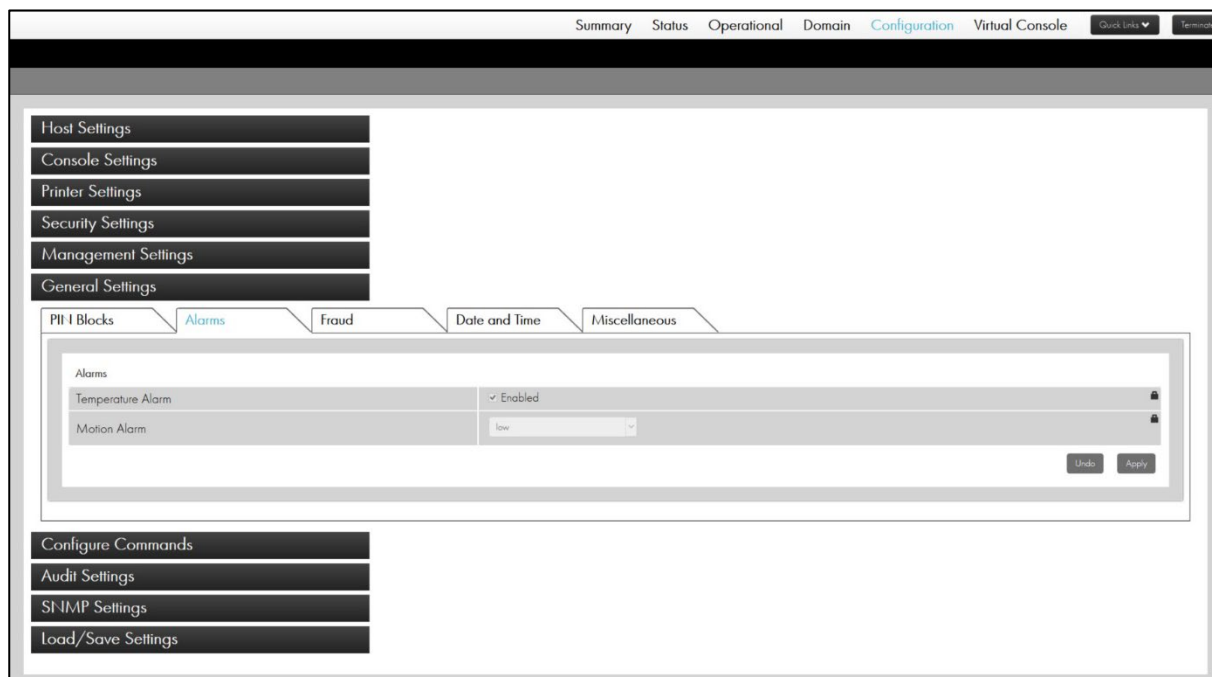 Summary Status Operational Domain Configuration Virtual Console Quick Links Terminate
Host Settings
Console Settings
Printer Settings
Security Settings
Management Settings
General Settings
PIN Blocks Alarms Fraud Date and Time Miscellaneous
Alarms
Temperature Alarm Enabled
Motion Alarm low
Undo Apply
Configure Commands
Audit Settings
SNMP Settings
Load/Save Settings